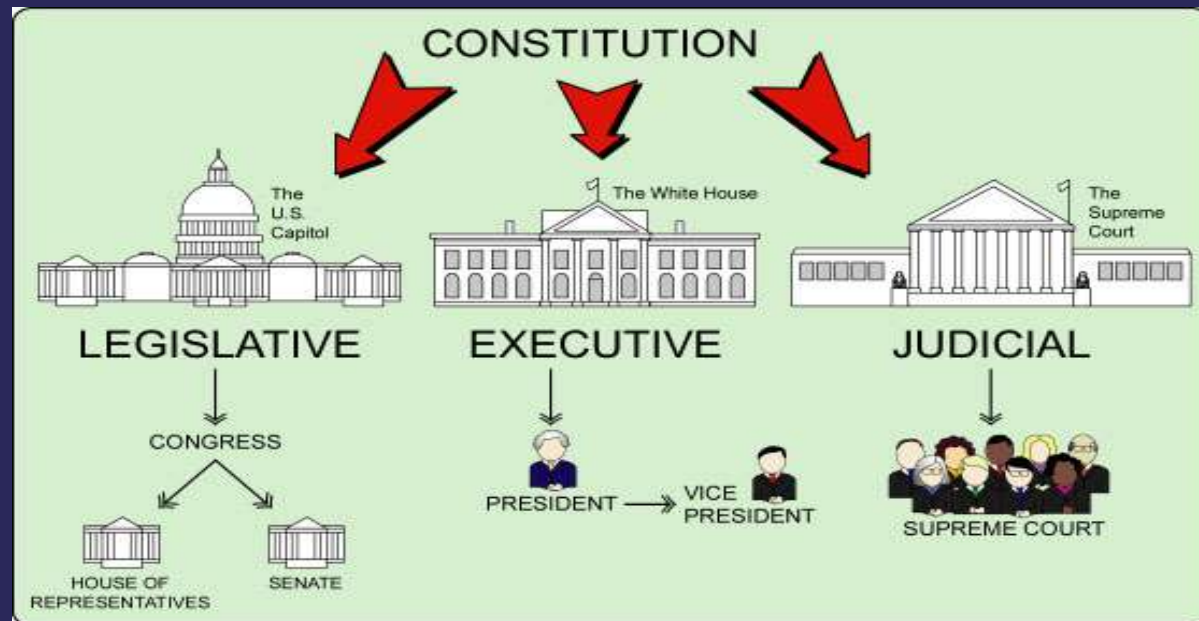 CONSTITUTION
The
U.S.
Capitol
The White House
The
Supreme
Court
LEGISLATIVE
EXECUTIVE
JUDICIAL
CONGRESS
PRESIDENT
VICE
PRESIDENT
SUPREME COURT
HOUSE OF
REPRESENTATIVES
SENATE